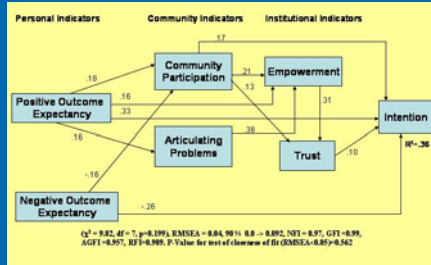 Personal Indicators
Community Indicators
Institutional Indicators
.17
Community
Participation
.18
.21
Empowerment
.13
Positive Outcome
Expectancy
.16
.33
.31
Intention
.16
Articulating
Problems
.38
R²=.36
Trust
.10
-.16
Negative Outcome
Expectancy
-.26
(χ² = 9.82, df = 7, p=0.199), RMSEA = 0.04, 90% 0.0 -> 0.092, NFI = 0.97, GFI =0.99,
AGFI =0.957, RFI=0.909. P-Value for test of closeness of fit (RMSEA<0.05)=0.562